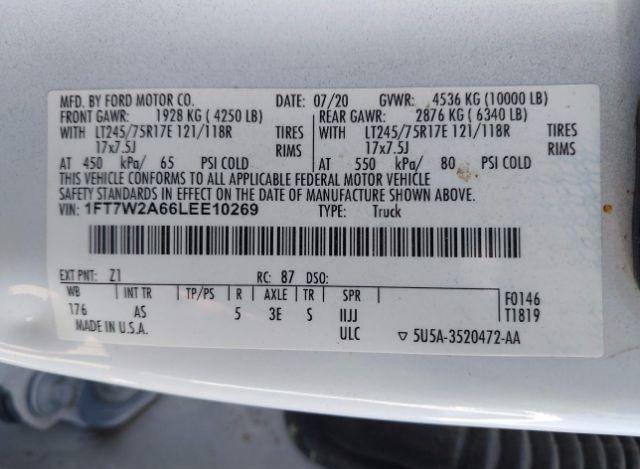 MFD. BY FORD MOTOR CO. DATE: 07/20 GVWR: 4536 KG (10000 LB)
FRONT GAWR: 1928 KG ( 4250 LB) REAR GAWR: 2876 KG ( 6340 LB)
WITH LT245/75R17E 121/118R TIRES WITH LT245/75R17E 121/118R TIRES
17x7.5J RIMS 17x7.5J RIMS
AT 450 kPa/ 65 PSI COLD AT 550 kPa/ 80 PSI COLD
THIS VEHICLE CONFORMS TO ALL APPLICABLE FEDERAL MOTOR VEHICLE
SAFETY STANDARDS IN EFFECT ON THE DATE OF MANUFACTURE SHOWN ABOVE.
VIN: 1FT7W2A66LEE10269 TYPE: Truck
EXT PNT: Z1 RC: 87 DSO:
WB INT TR TP/PS R AXLE TR SPR F0146
176 AS 5 3E S IIJJ T1819
MADE IN U.S.A. ULC ▽ 5U5A-3520472-AA